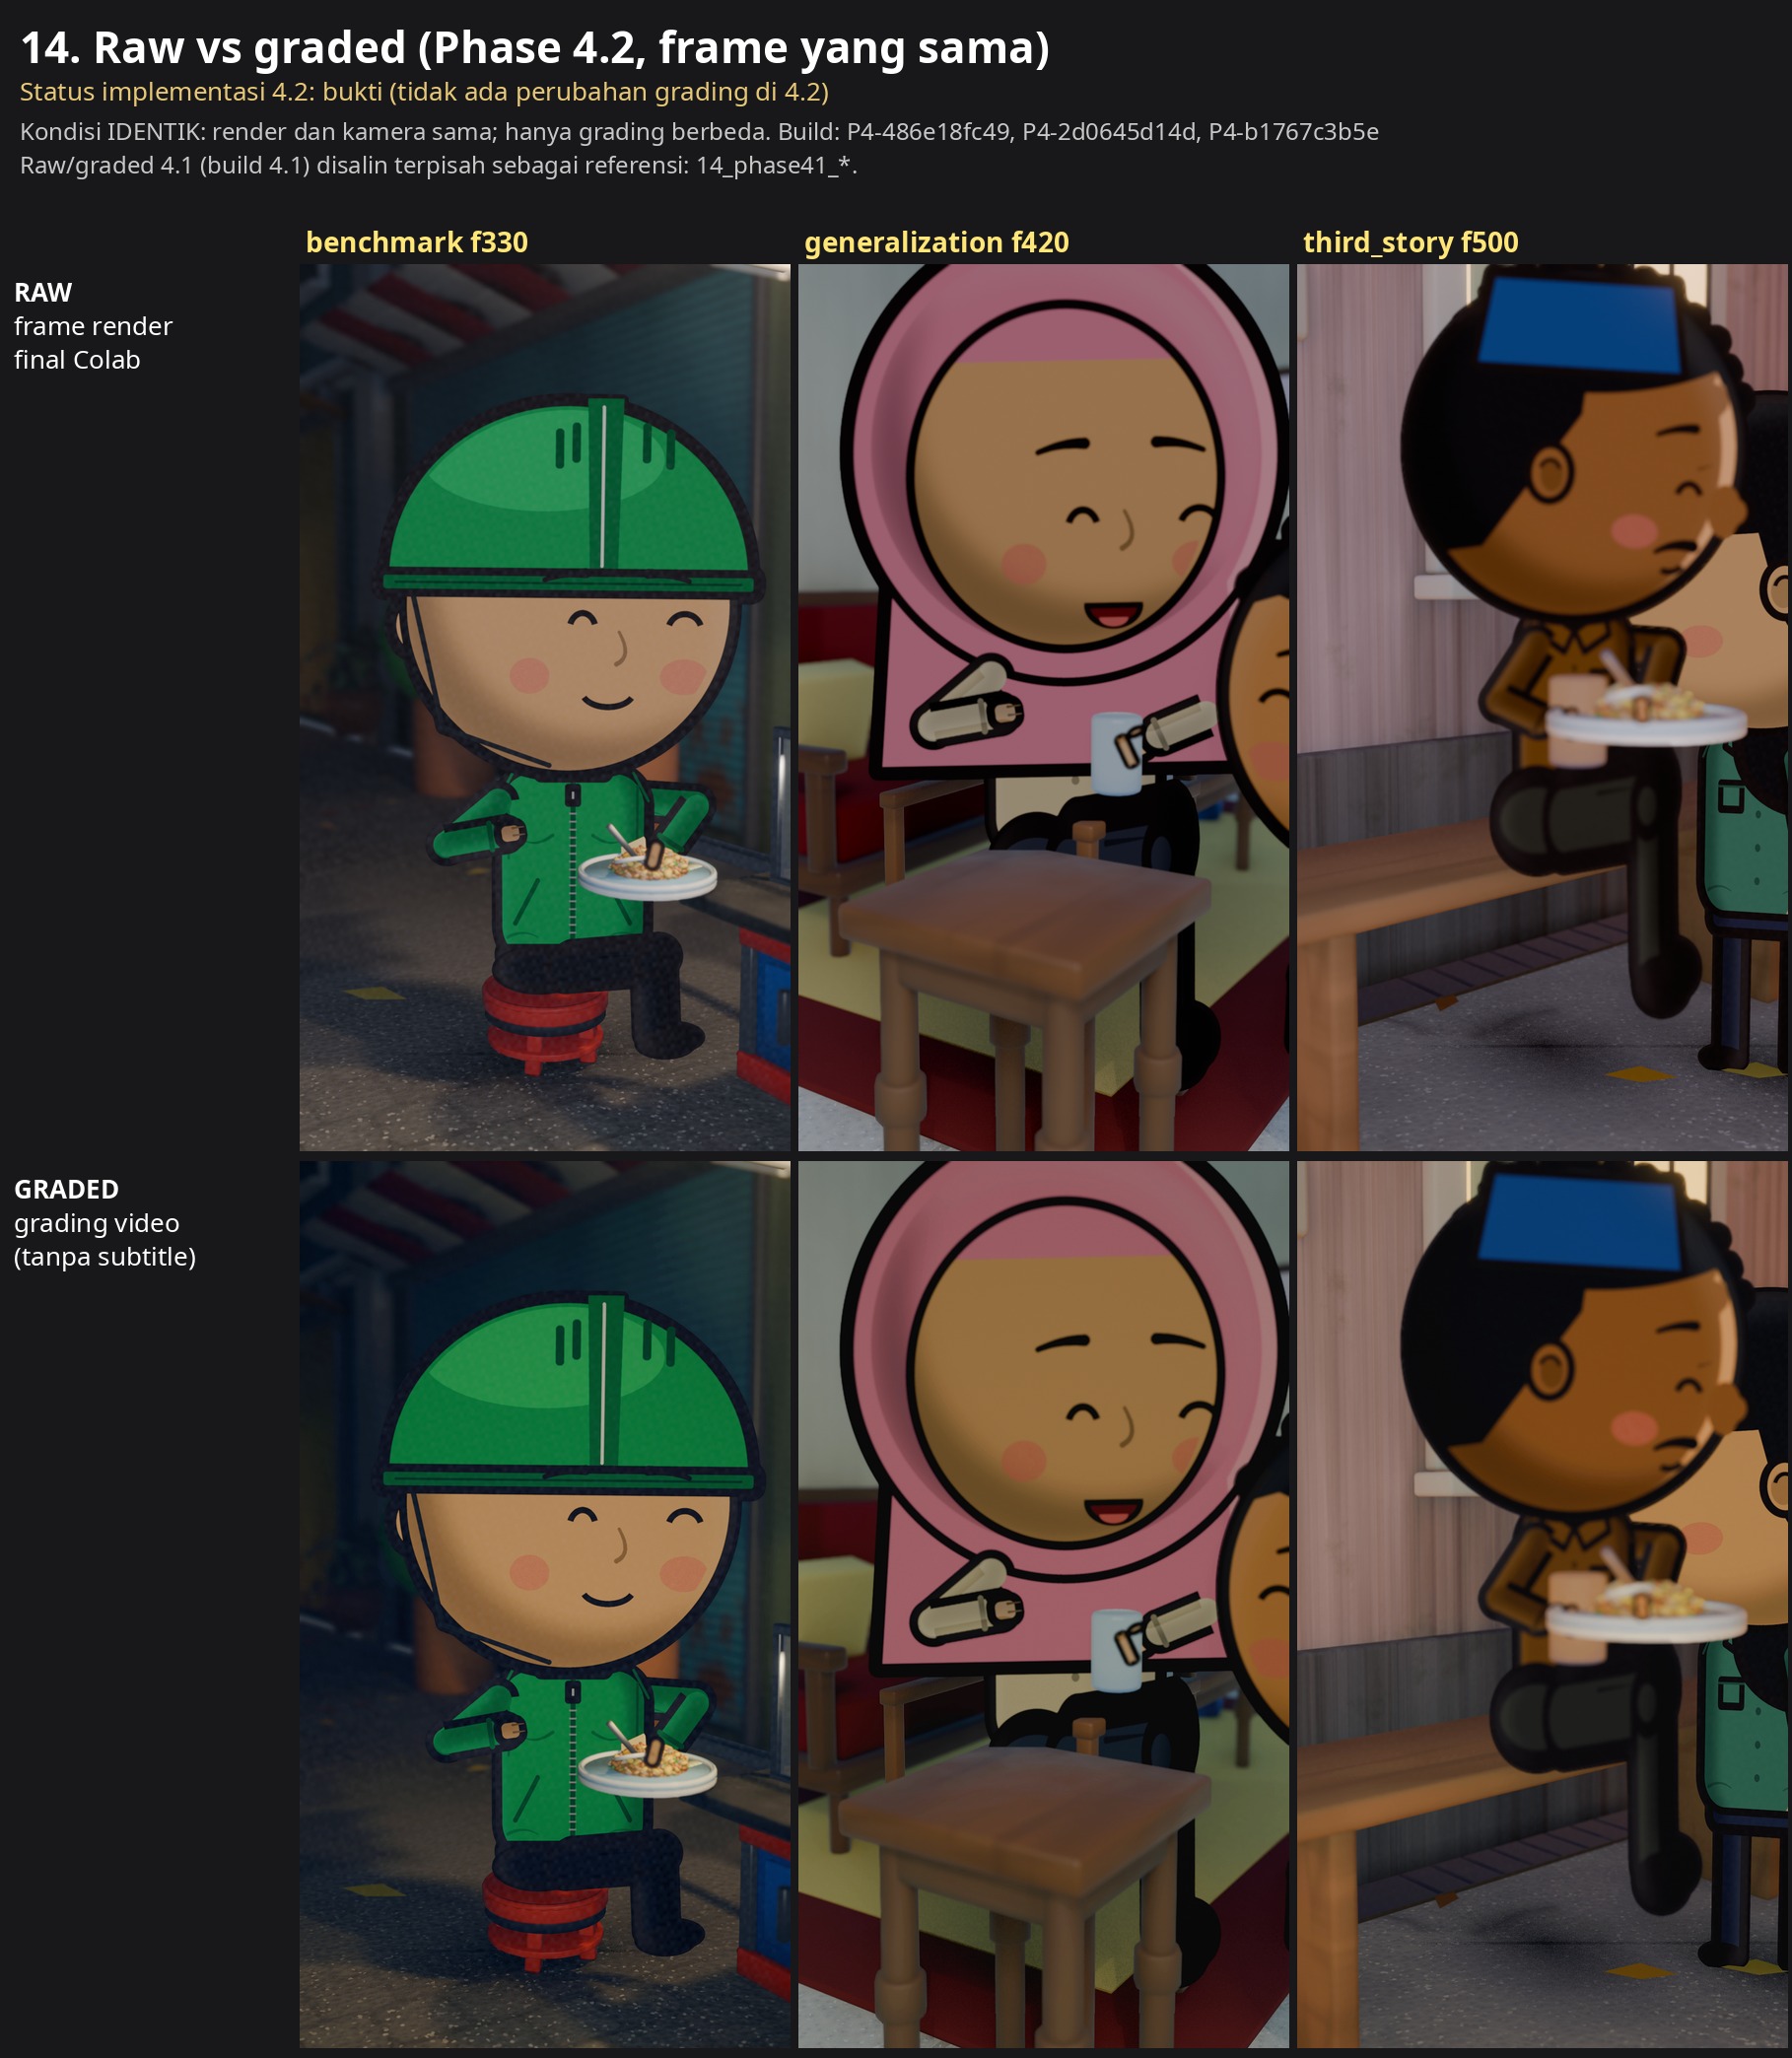 14. Raw vs graded (Phase 4.2, frame yang sama)
Status implementasi 4.2: bukti (tidak ada perubahan grading di 4.2)
Kondisi IDENTIK: render dan kamera sama; hanya grading berbeda. Build: P4-486e18fc49, P4-2d0645d14d, P4-b1767c3b5e
Raw/graded 4.1 (build 4.1) disalin terpisah sebagai referensi: 14_phase41_*.
benchmark f330
generalization f420
third_story f500
RAW
frame render
final Colab
GRADED
grading video
(tanpa subtitle)